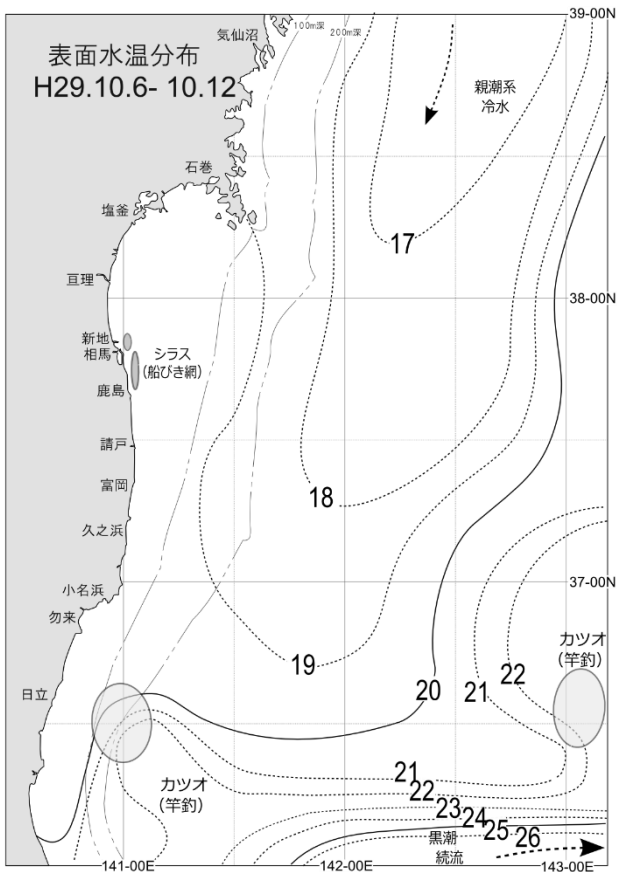 39-00N
気仙沼
100m深
200m深
表面水温分布
H29.10.6- 10.12
親潮系
冷水
石巻
塩釜
17
亘理
38-00N
新地
相馬
シラス
(船びき網)
鹿島
請戸
富岡
18
久之浜
37-00N
小名浜
勿来
19
カツオ
(竿釣)
日立
20
21
22
カツオ
(竿釣)
21
22
23
24
25
26
黒潮
続流
141-00E
142-00E
143-00E